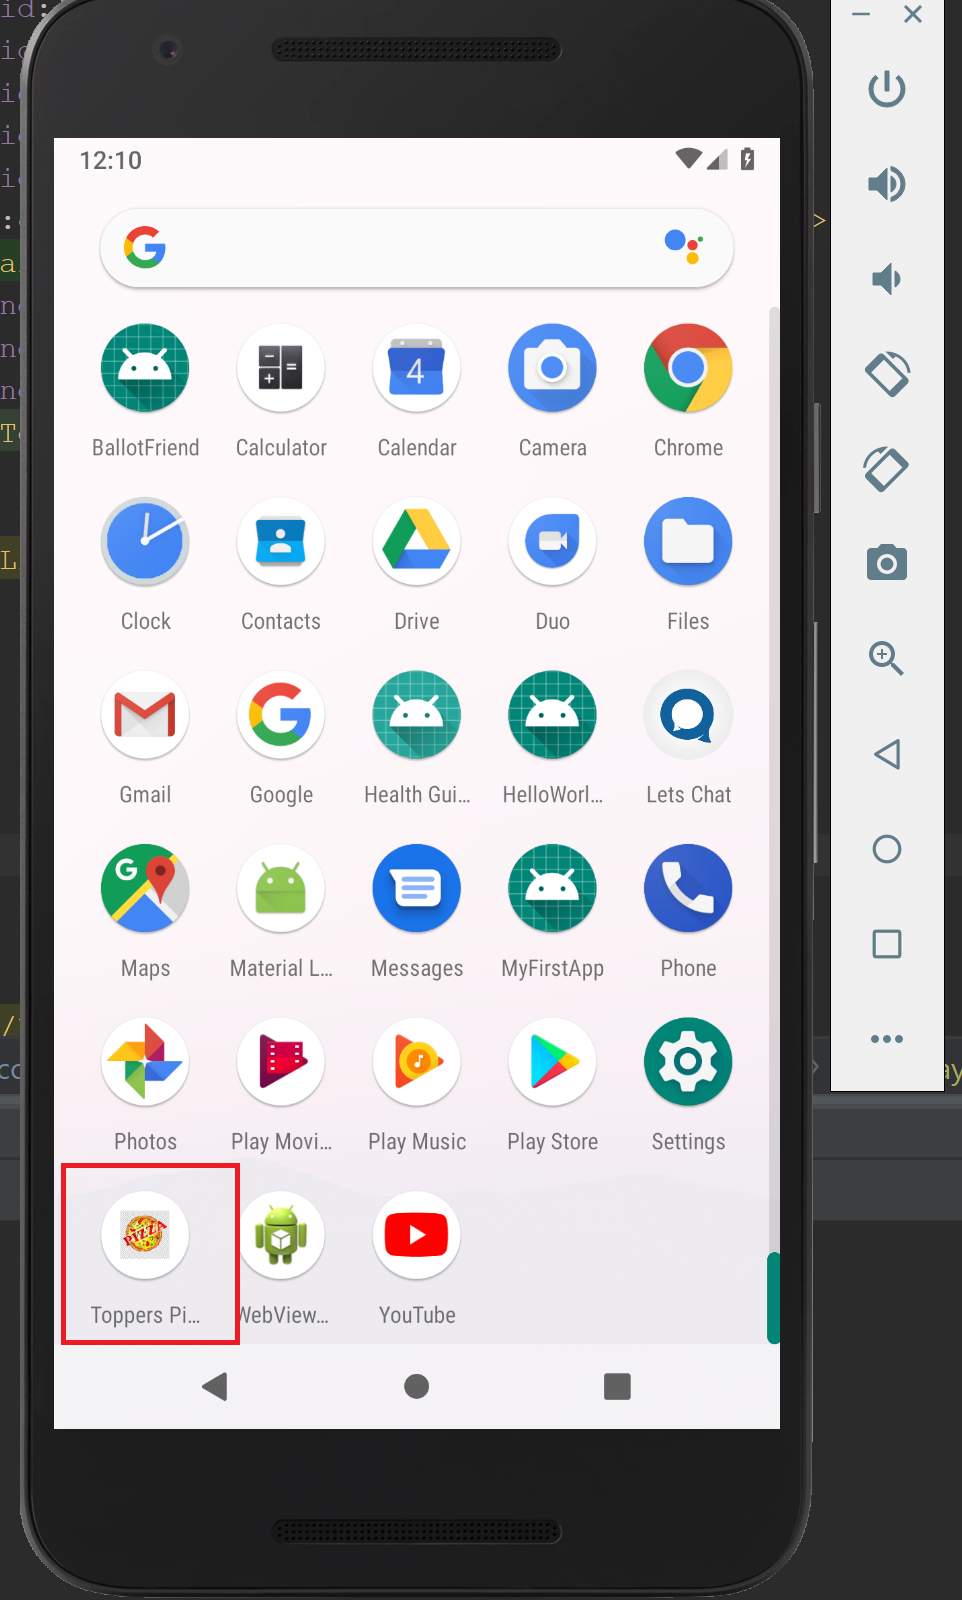 id:
12:10
BallotFriend Calculator Calendar Camera Chrome
4
Clock Contacts Drive Duo Files
Gmail Google Health Gui... HelloWorl... Lets Chat
Maps Material L... Messages MyFirstApp Phone
Photos Play Movi... Play Music Play Store Settings
PIZZA
Toppers Pi... WebView... YouTube